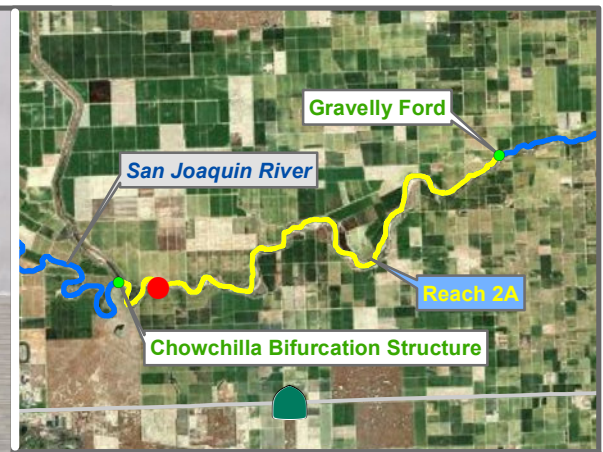 Gravelly Ford
San Joaquin River
Reach 2A
Chowchilla Bifurcation Structure